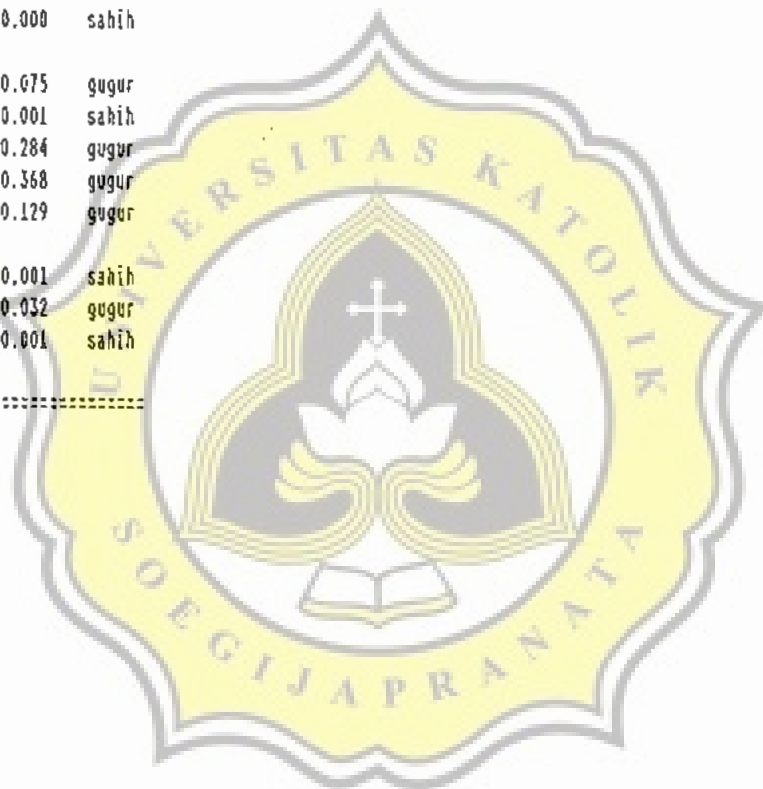 0.000 sahih
0.075 gugur
0.001 sahih
0.284 gugur
0.368 gugur
0.129 gugur
0.001 sahih
0.032 gugur
0.001 sahih
UNIVERSITAS KATOLIK
SOEGIJAPRANATA